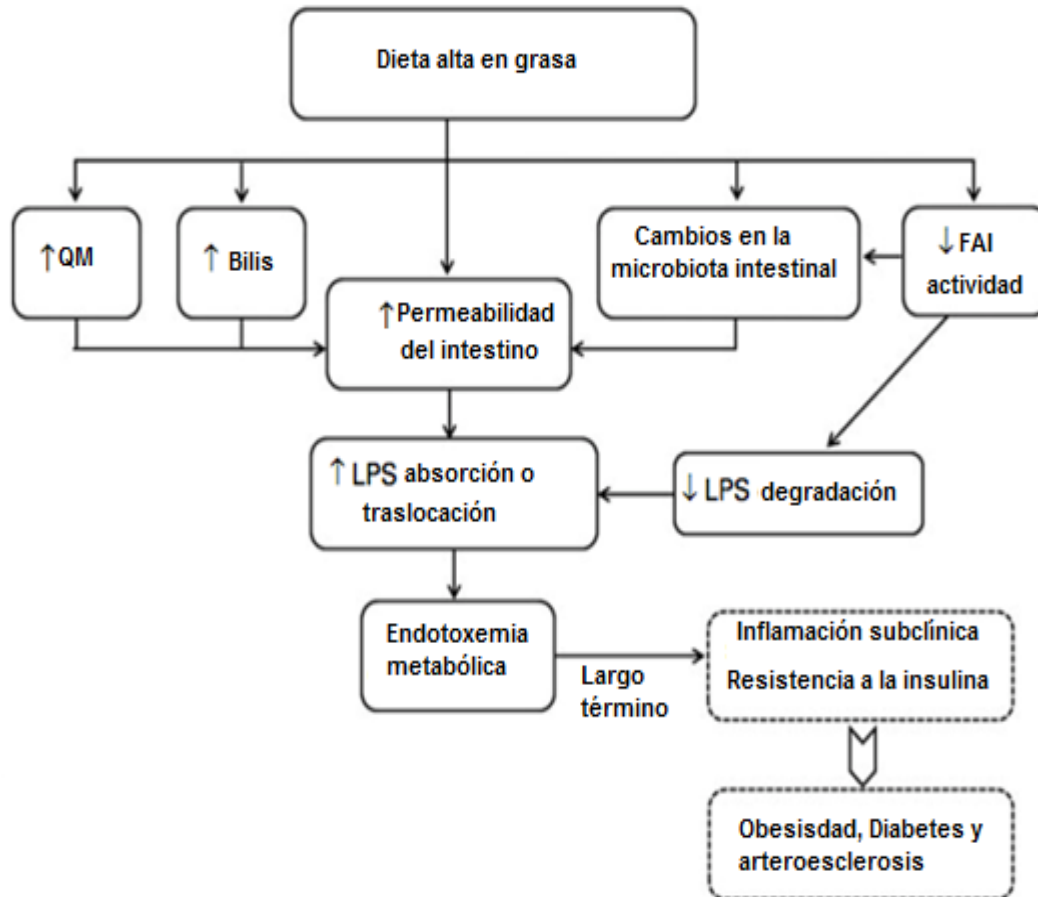 Dieta alta en grasa
↑QM
↑ Bilis
Cambios en la
microbiota intestinal
↓FAI
actividad
↑Permeabilidad
del intestino
↑LPS absorción o
traslocación
↓LPS degradación
Endotoxemia
metabólica
Largo
término
Inflamación subclínica
Resistencia a la insulina
Obesisdad, Diabetes y
arteroesclerosis